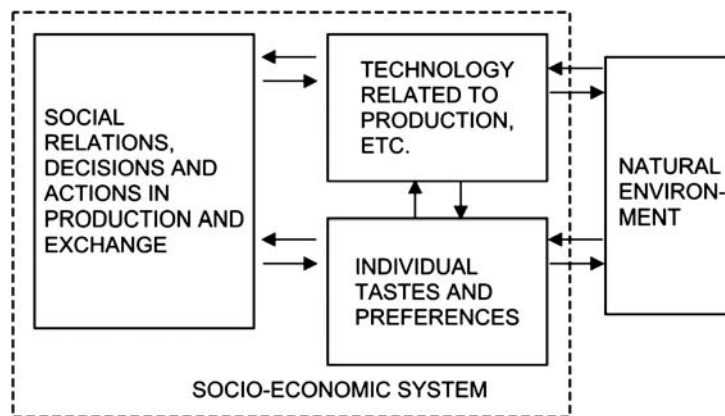 SOCIAL
RELATIONS,
DECISIONS AND
ACTIONS IN
PRODUCTION AND
EXCHANGE
TECHNOLOGY
RELATED TO
PRODUCTION,
ETC.
INDIVIDUAL
TASTES AND
PREFERENCES
NATURAL
ENVIRON-
MENT
SOCIO-ECONOMIC SYSTEM